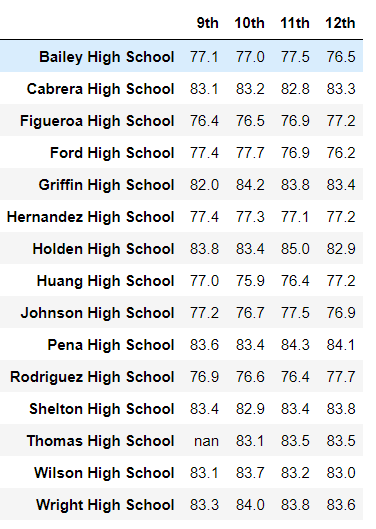 9th 10th 11th 12th
Bailey High School 77.1 77.0 77.5 76.5
Cabrera High School 83.1 83.2 82.8 83.3
Figueroa High School 76.4 76.5 76.9 77.2
Ford High School 77.4 77.7 76.9 76.2
Griffin High School 82.0 84.2 83.8 83.4
Hernandez High School 77.4 77.3 77.1 77.2
Holden High School 83.8 83.4 85.0 82.9
Huang High School 77.0 75.9 76.4 77.2
Johnson High School 77.2 76.7 77.5 76.9
Pena High School 83.6 83.4 84.3 84.1
Rodriguez High School 76.9 76.6 76.4 77.7
Shelton High School 83.4 82.9 83.4 83.8
Thomas High School nan 83.1 83.5 83.5
Wilson High School 83.1 83.7 83.2 83.0
Wright High School 83.3 84.0 83.8 83.6